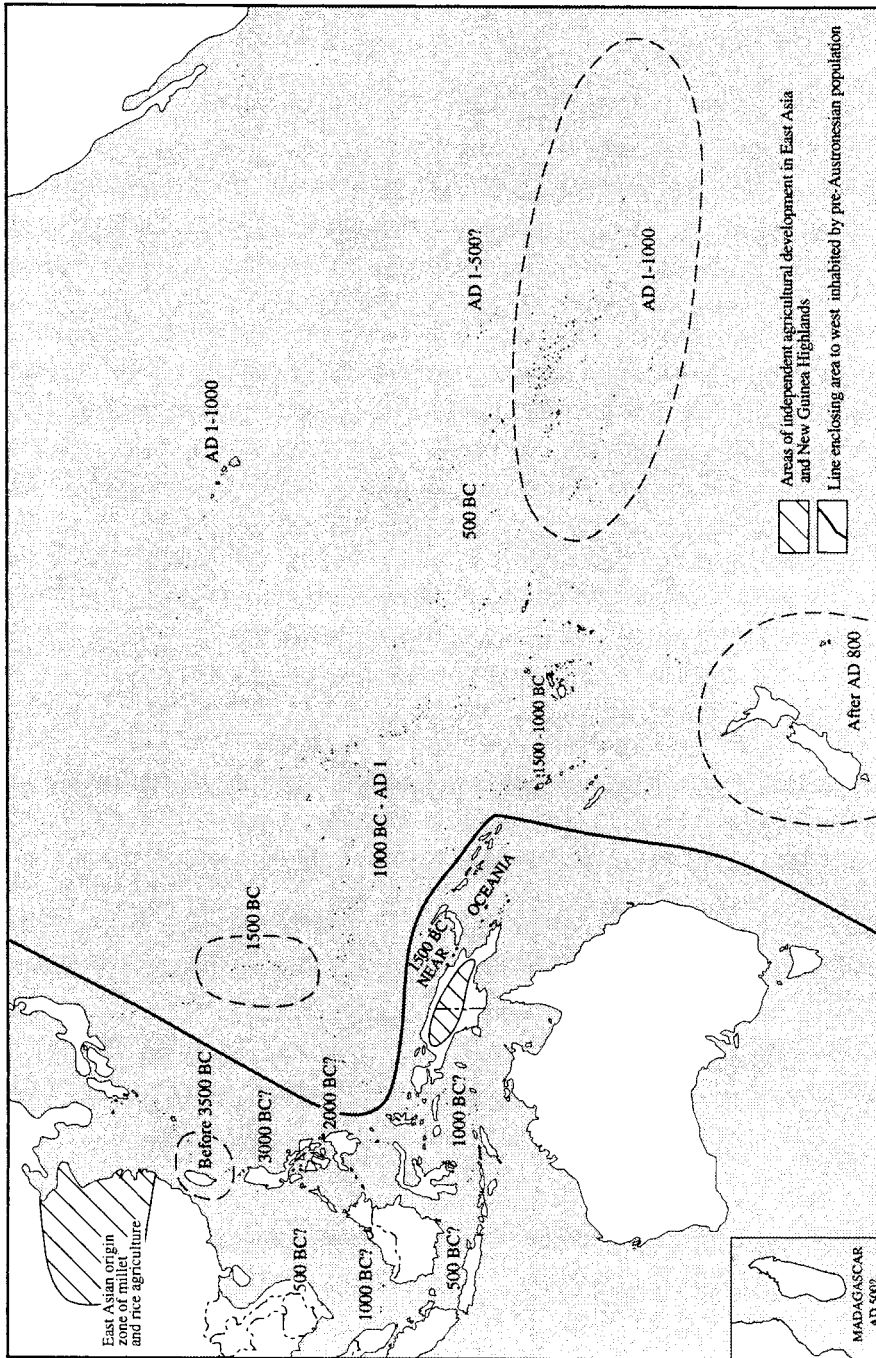 East Asian origin
zone of millet
and rice agriculture
Before 3500 BC
3000 BC?
2000 BC?
500 BC?
1000 BC?
500 BC?
1000 BC?
1500 BC
1000 BC - AD 1
1500 BC
NEAR
OCEANIA
1500 - 1000 BC
AD 1-1000
500 BC
AD 1-500?
AD 1-1000
After AD 800
MADAGASCAR
AD 500?
Areas of independent agricultural development in East Asia
and New Guinea Highlands
Line enclosing area to west inhabited by pre-Austronesian population